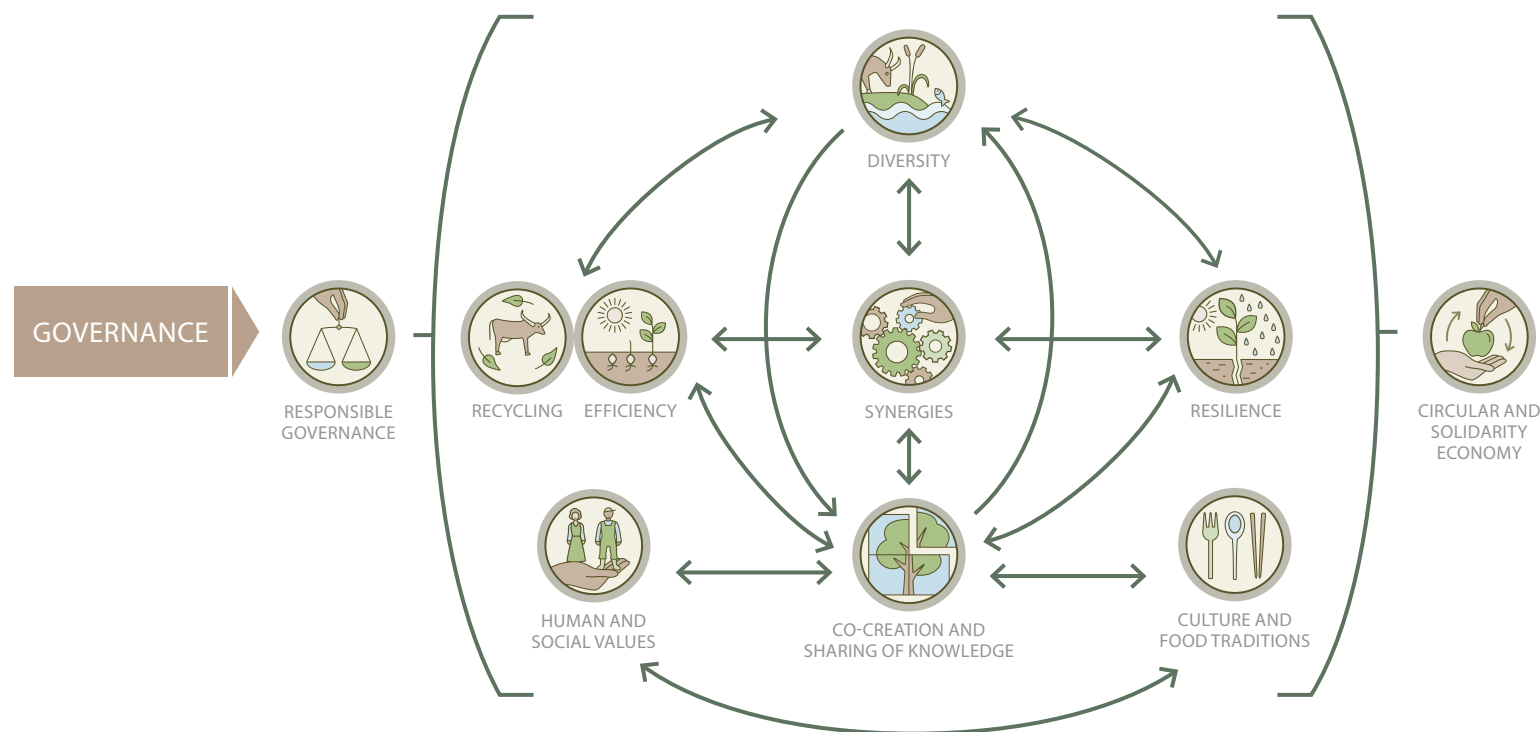 DIVERSITY
GOVERNANCE
RESPONSIBLE
GOVERNANCE
RECYCLING
EFFICIENCY
SYNERGIES
RESILIENCE
CIRCULAR AND
SOLIDARITY
ECONOMY
HUMAN AND
SOCIAL VALUES
CO-CREATION AND
SHARING OF KNOWLEDGE
CULTURE AND
FOOD TRADITIONS